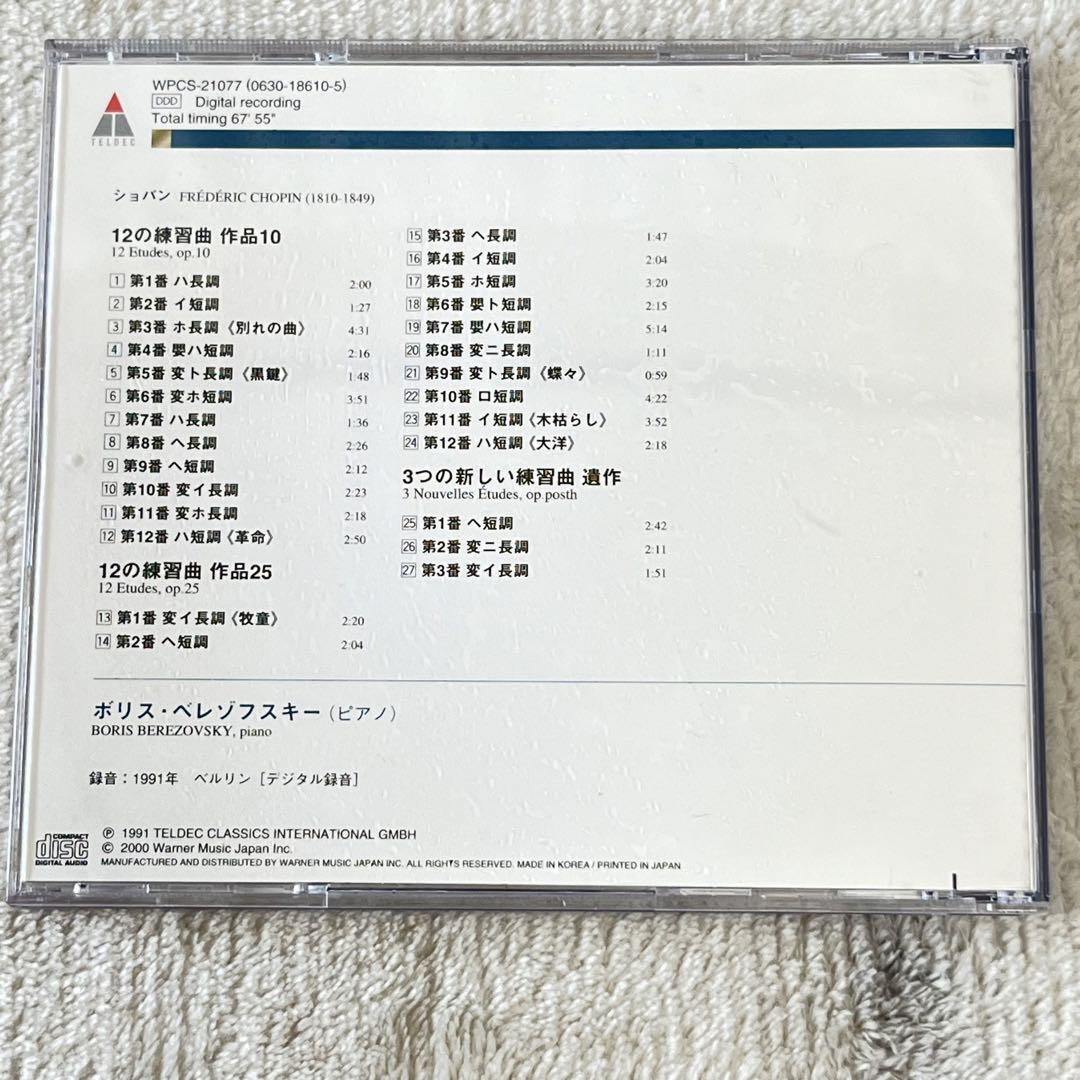 WPCS-21077 (0630-18610-5)
DDD Digital recording
Total timing 67' 55"
TELDEC
ショパン FRÉDÉRIC CHOPIN (1810-1849)
12の練習曲 作品10
12 Etudes, op.10
1 第1番 ハ長調 2:00
2 第2番 イ短調 1:27
3 第3番 ホ長調《別れの曲》 4:31
4 第4番 嬰ハ短調 2:16
5 第5番 変ト長調《黒鍵》 1:48
6 第6番 変ホ短調 3:51
7 第7番 ハ長調 1:36
8 第8番 ヘ長調 2:26
9 第9番 ヘ短調 2:12
10 第10番 変イ長調 2:23
11 第11番 変ホ長調 2:18
12 第12番 ハ短調《革命》 2:50
12の練習曲 作品25
12 Etudes, op.25
13 第1番 変イ長調《牧童》 2:20
14 第2番 ヘ短調 2:04
15 第3番 ヘ長調 1:47
16 第4番 イ短調 2:04
17 第5番 ホ短調 3:20
18 第6番 嬰ト短調 2:15
19 第7番 嬰ハ短調 5:14
20 第8番 変ニ長調 1:11
21 第9番 変ト長調《蝶々》 0:59
22 第10番 ロ短調 4:22
23 第11番 イ短調《木枯らし》 3:52
24 第12番 ハ短調《大洋》 2:18
3つの新しい練習曲 遺作
3 Nouvelles Études, op.posth
25 第1番 ヘ短調 2:42
26 第2番 変ニ長調 2:11
27 第3番 変イ長調 1:51
ボリス・ベレゾフスキー(ピアノ)
BORIS BEREZOVSKY, piano
録音：1991年 ベルリン［デジタル録音］
COMPACT
disc
DIGITAL AUDIO
Ⓟ 1991 TELDEC CLASSICS INTERNATIONAL GMBH
© 2000 Warner Music Japan Inc.
MANUFACTURED AND DISTRIBUTED BY WARNER MUSIC JAPAN INC. ALL RIGHTS RESERVED. MADE IN KOREA / PRINTED IN JAPAN